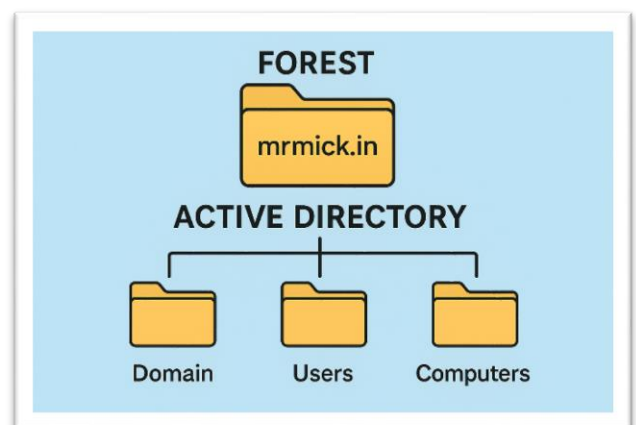 FOREST
mrmick.in
ACTIVE DIRECTORY
Domain
Users
Computers